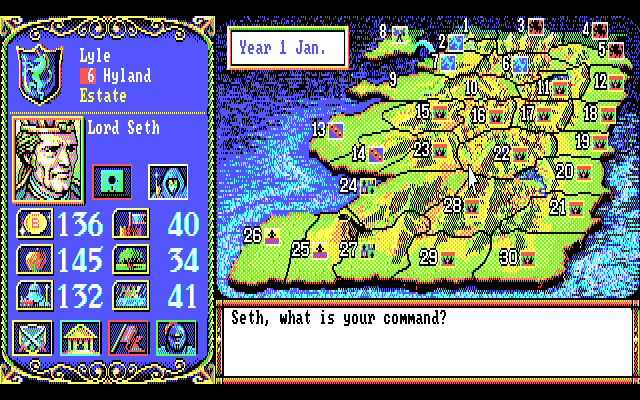 Lyle
6 Hyland
Estate
Lord Seth
136 40
145 34
132 41
Year 1 Jan.
8 1 3 4
2 5
9 6 10 11 12
13 15 16 17 18
14 23 22 19
24 20
28 21
26 25 27 29 30
Seth, what is your command?